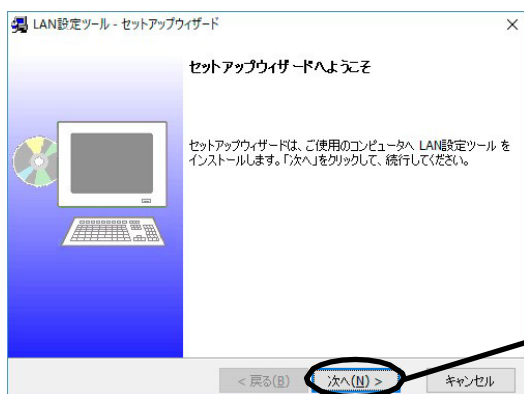 LAN設定ツール - セットアップウィザード
セットアップウィザードへようこそ
セットアップウィザードは、ご使用のコンピュータへ LAN設定ツール を
インストールします。「次へ」をクリックして、続行してください。
< 戻る(B)
次へ(N) >
キャンセル